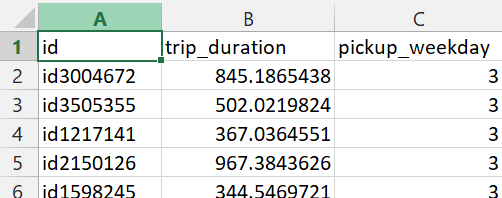 A B C
1 id trip_duration pickup_weekday
2 id3004672 845.1865438 3
3 id3505355 502.0219824 3
4 id1217141 367.0364551 3
5 id2150126 967.3843626 3
6 id1598245 344.5469721 3